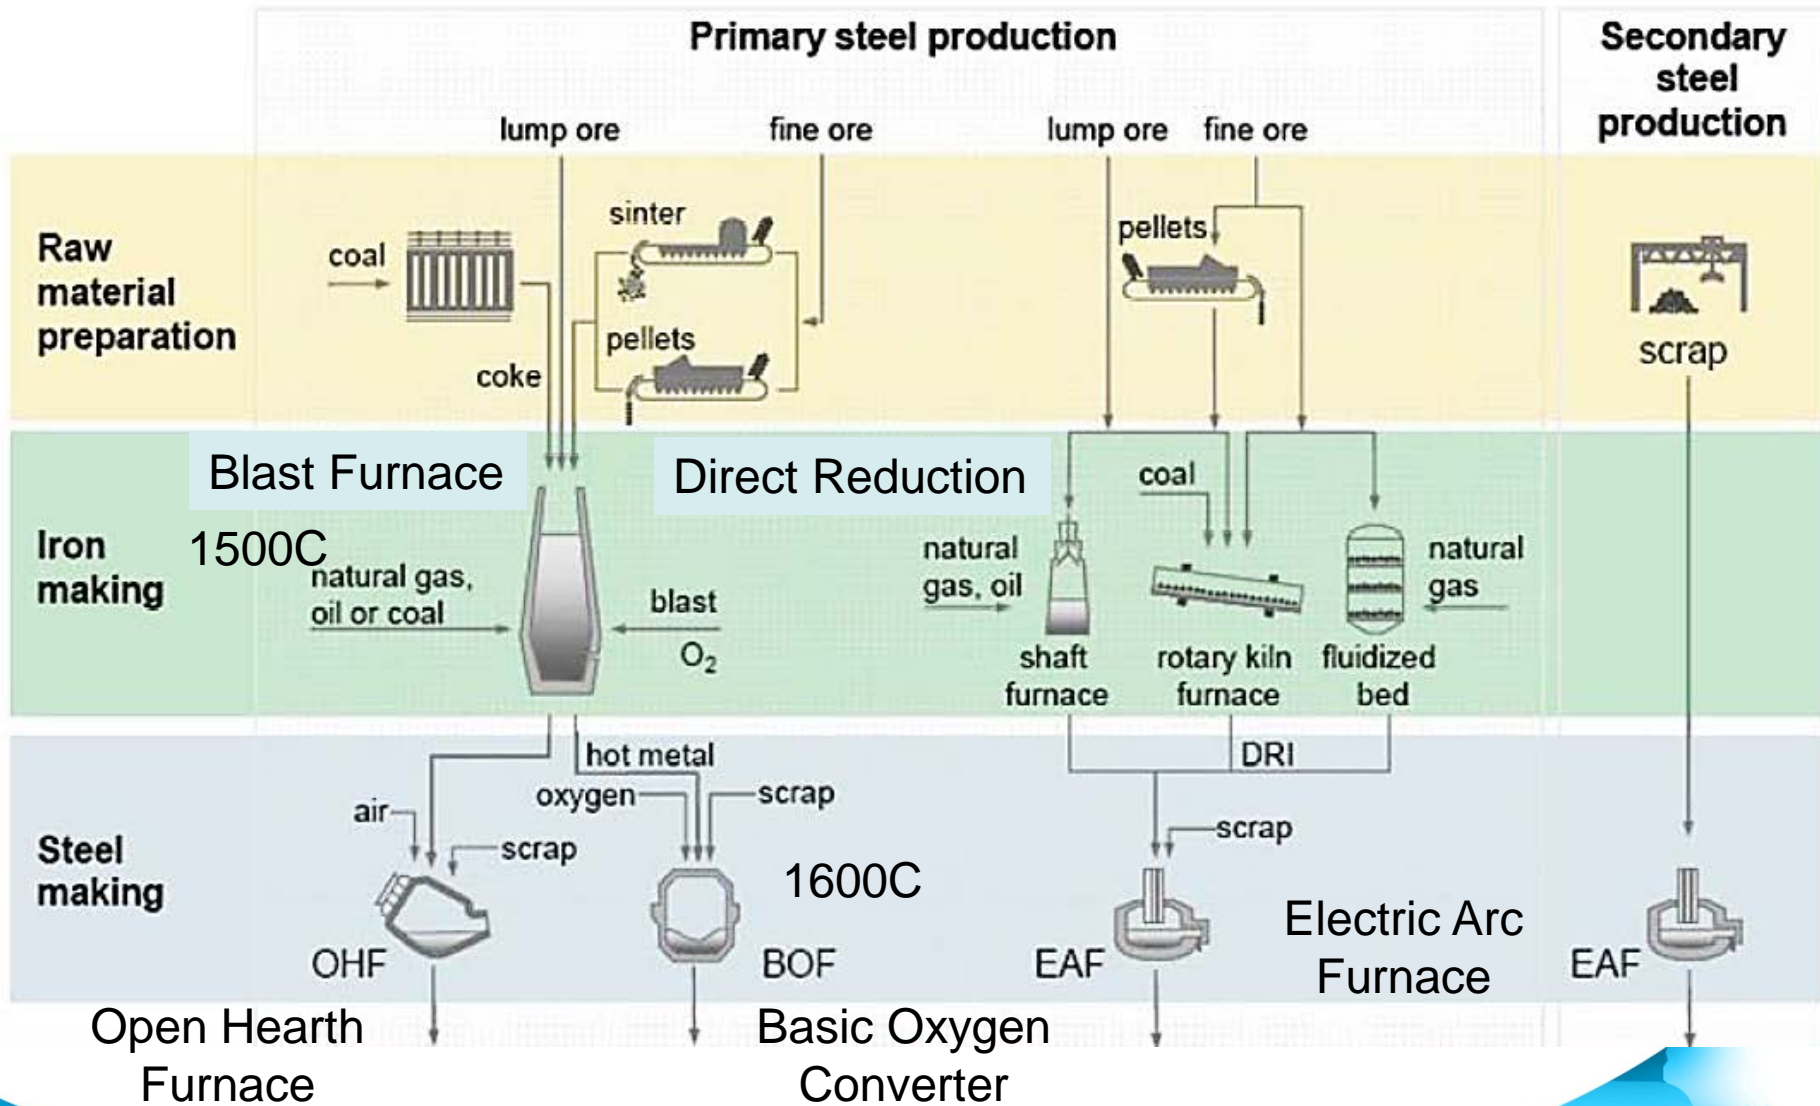 Primary steel production
Secondary
steel
production
lump ore
fine ore
lump ore
fine ore
Raw
material
preparation
coal
coke
sinter
pellets
pellets
scrap
Blast Furnace
Direct Reduction
Iron
making
1500C
natural gas,
oil or coal
blast
O₂
natural
gas, oil
coal
natural
gas
shaft
furnace
rotary kiln
furnace
fluidized
bed
Steel
making
hot metal
oxygen
scrap
air
scrap
1600C
DRI
scrap
OHF
BOF
EAF
Electric Arc
Furnace
EAF
Open Hearth
Furnace
Basic Oxygen
Converter